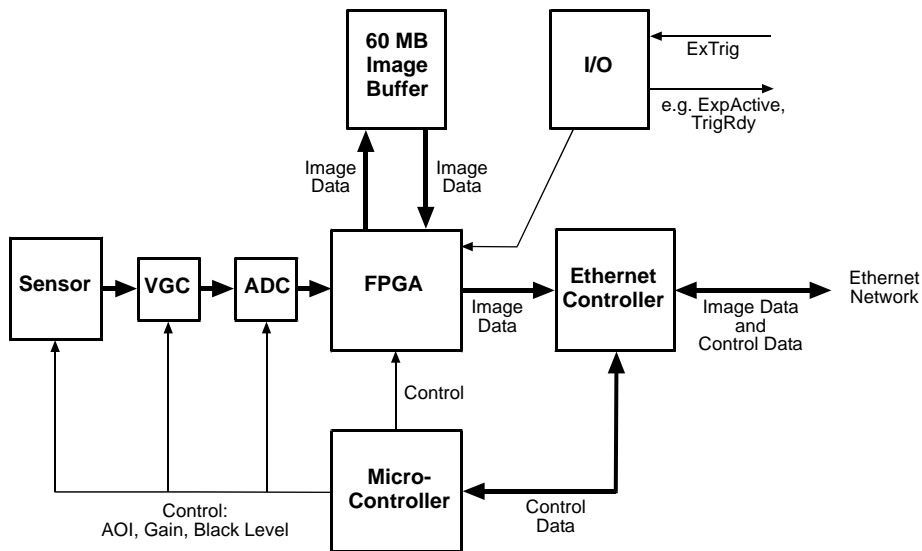 60 MB
Image
Buffer
I/O
ExTrig
e.g. ExpActive,
TrigRdy
Image
Data
Image
Data
Sensor
VGC
ADC
FPGA
Image
Data
Ethernet
Controller
Image Data
and
Control Data
Ethernet
Network
Control
Micro-
Controller
Control
Data
Control:
AOI, Gain, Black Level